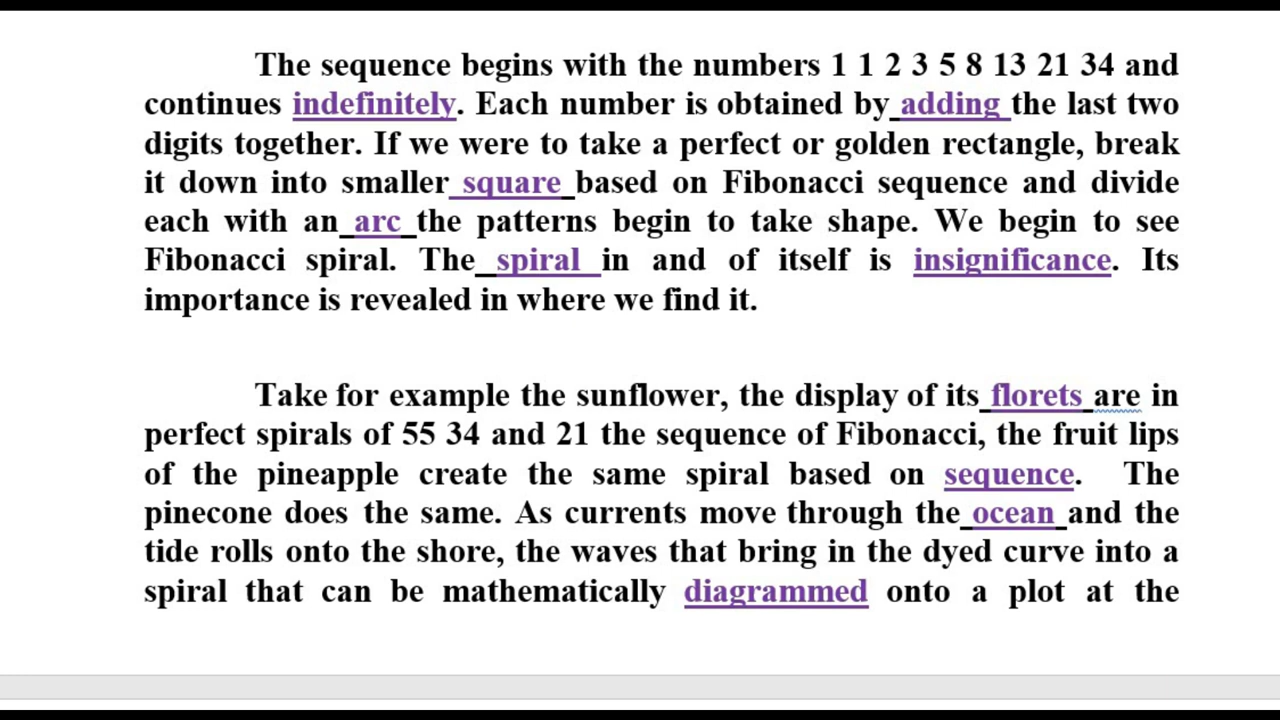 The sequence begins with the numbers 1 1 2 3 5 8 13 21 34 and
continues indefinitely. Each number is obtained by adding the last two
digits together. If we were to take a perfect or golden rectangle, break
it down into smaller square based on Fibonacci sequence and divide
each with an arc the patterns begin to take shape. We begin to see
Fibonacci spiral. The spiral in and of itself is insignificance. Its
importance is revealed in where we find it.
Take for example the sunflower, the display of its florets are in
perfect spirals of 55 34 and 21 the sequence of Fibonacci, the fruit lips
of the pineapple create the same spiral based on sequence. The
pinecone does the same. As currents move through the ocean and the
tide rolls onto the shore, the waves that bring in the dyed curve into a
spiral that can be mathematically diagrammed onto a plot at the